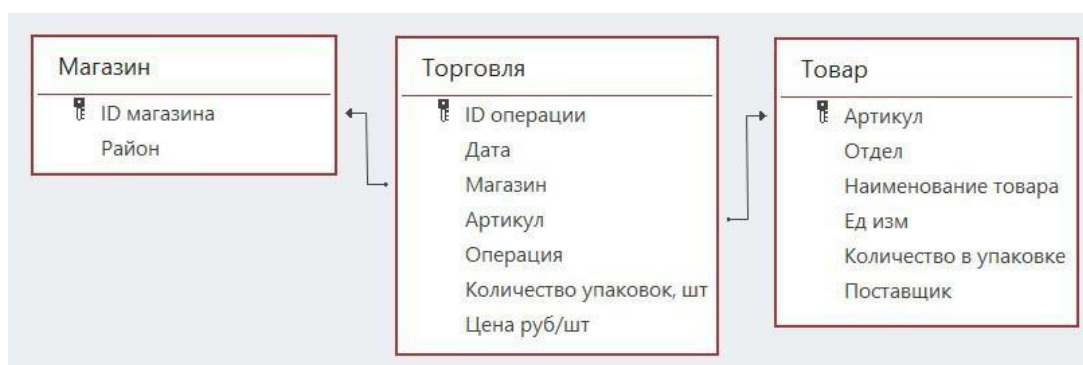 Магазин
ID магазина
Район
Торговля
ID операции
Дата
Магазин
Артикул
Операция
Количество упаковок, шт
Цена руб/шт
Товар
Артикул
Отдел
Наименование товара
Ед изм
Количество в упаковке
Поставщик